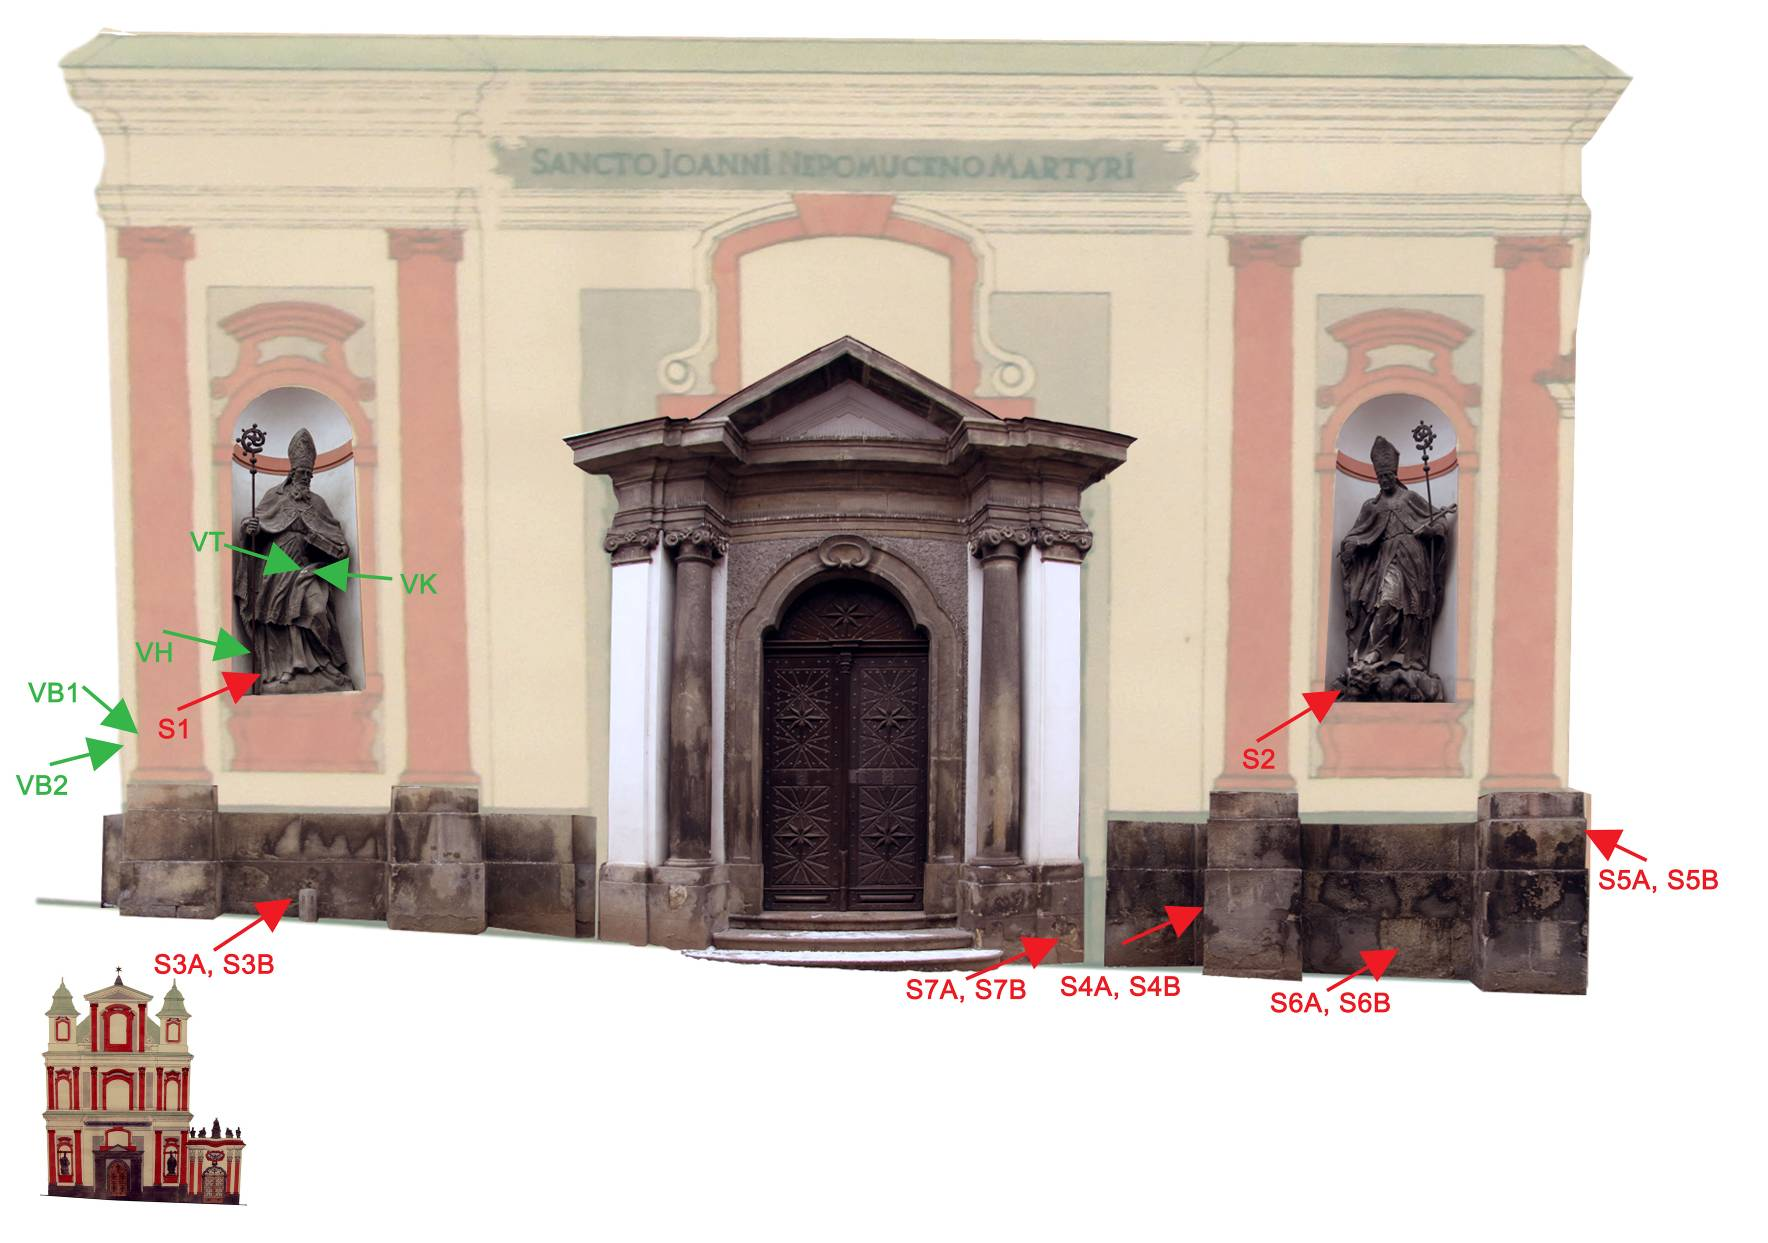 SANCTO JOANNI NEPOMUCENO MARTYRI
VT
VK
VH
VB1
S1
VB2
S2
S5A, S5B
S3A, S3B
S7A, S7B
S4A, S4B
S6A, S6B